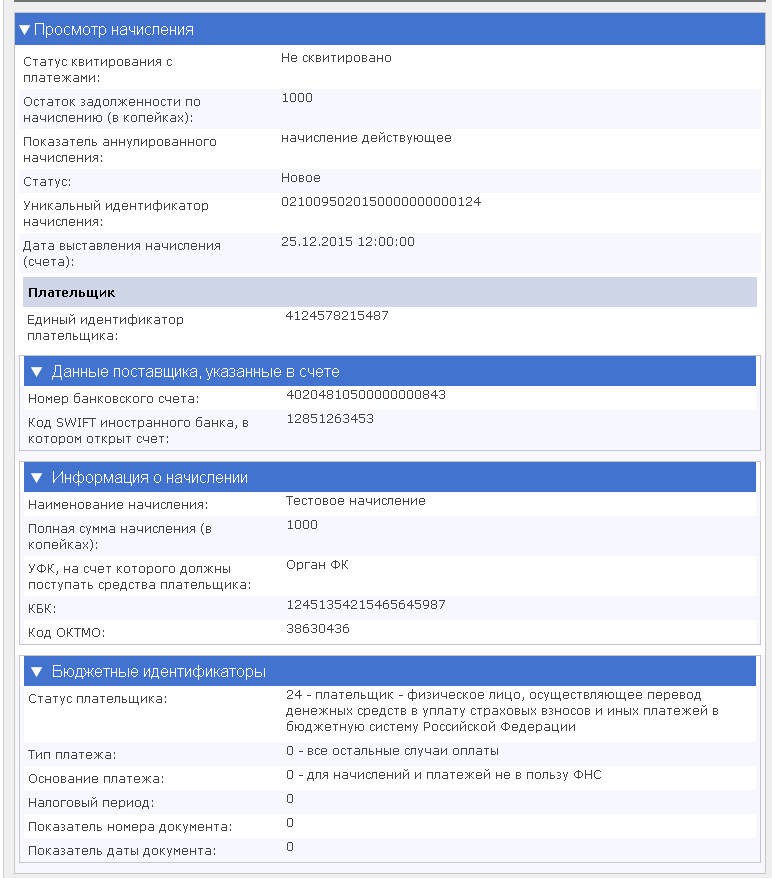 Просмотр начисления
Статус квитирования с
платежами:
Не сквитировано
Остаток задолженности по
начислению (в копейках):
1000
Показатель аннулированного
начисления:
начисление действующее
Статус:
Новое
Уникальный идентификатор
начисления:
0210095020150000000000124
Дата выставления начисления
(счета):
25.12.2015 12:00:00
Плательщик
Единый идентификатор
плательщика:
4124578215487
Данные поставщика, указанные в счете
Номер банковского счета:
40204810500000000843
Код SWIFT иностранного банка, в
котором открыт счет:
12851263453
Информация о начислении
Наименование начисления:
Тестовое начисление
Полная сумма начисления (в
копейках):
1000
УФК, на счет которого должны
поступать средства плательщика:
Орган ФК
КБК:
12451354215465645987
Код ОКТМО:
38630436
Бюджетные идентификаторы
Статус плательщика:
24 - плательщик - физическое лицо, осуществляющее перевод
денежных средств в уплату страховых взносов и иных платежей в
бюджетную систему Российской Федерации
Тип платежа:
0 - все остальные случаи оплаты
Основание платежа:
0 - для начислений и платежей не в пользу ФНС
Налоговый период:
0
Показатель номера документа:
0
Показатель даты документа:
0